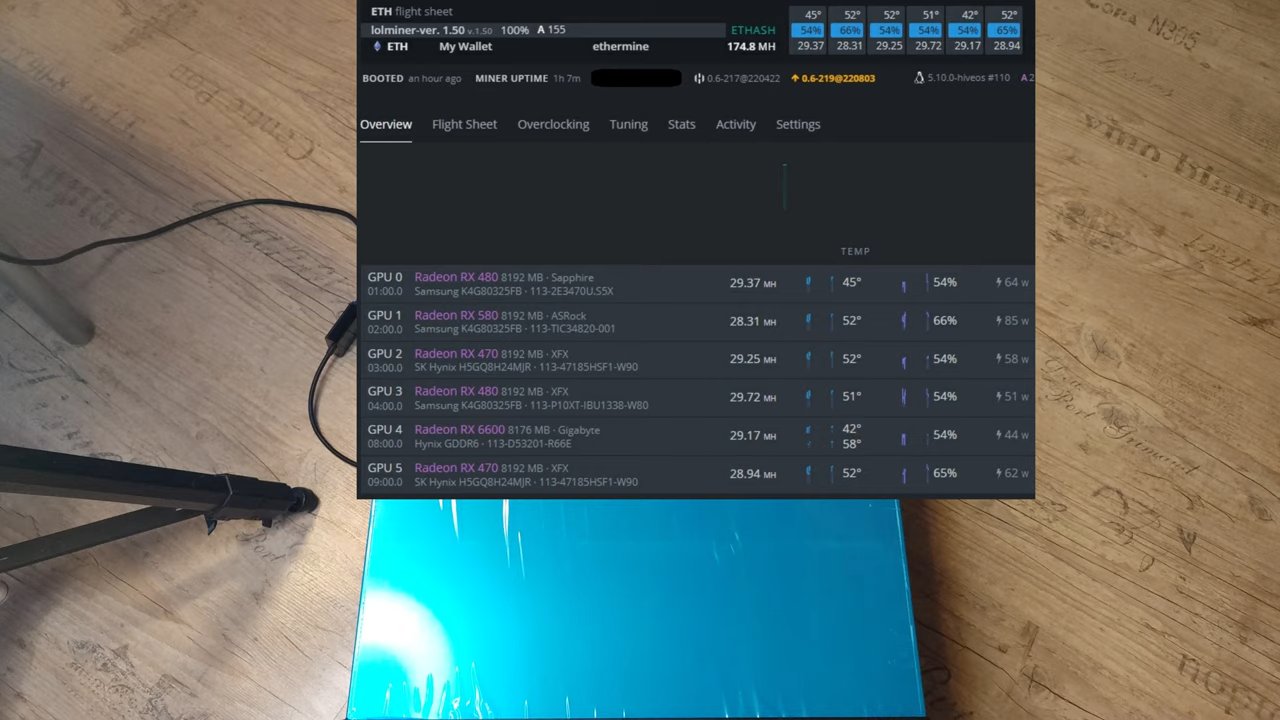 ETH flight sheet
lolminer-ver. 1.50 v.1.50 100% A 155 ETHASH
ETH My Wallet ethermine 174.8 MH
45° 52° 52° 51° 42° 52°
54% 66% 54% 54% 54% 65%
29.37 28.31 29.25 29.72 29.17 28.94
BOOTED an hour ago MINER UPTIME 1h 7m 0.6-217@220422 0.6-219@220803 5.10.0-hiveos #110 A 2
Overview Flight Sheet Overclocking Tuning Stats Activity Settings
TEMP
GPU 0 Radeon RX 480 8192 MB · Sapphire 29.37 MH 45° 54% 64 W
01:00.0 Samsung K4G80325FB · 113-2E3470U.S5X
GPU 1 Radeon RX 580 8192 MB · ASRock 28.31 MH 52° 66% 85 W
02:00.0 Samsung K4G80325FB · 113-TIC34820-001
GPU 2 Radeon RX 470 8192 MB · XFX 29.25 MH 52° 54% 58 W
03:00.0 SK Hynix H5GQ8H24MJR · 113-47185HSF1-W90
GPU 3 Radeon RX 480 8192 MB · XFX 29.72 MH 51° 54% 51 W
04:00.0 Samsung K4G80325FB · 113-P10XT-IBU1338-W80
GPU 4 Radeon RX 6600 8176 MB · Gigabyte 29.17 MH 42° 54% 44 W
08:00.0 Hynix GDDR6 · 113-D53201-R66E 58°
GPU 5 Radeon RX 470 8192 MB · XFX 28.94 MH 52° 65% 62 W
09:00.0 SK Hynix H5GQ8H24MJR · 113-47185HSF1-W90